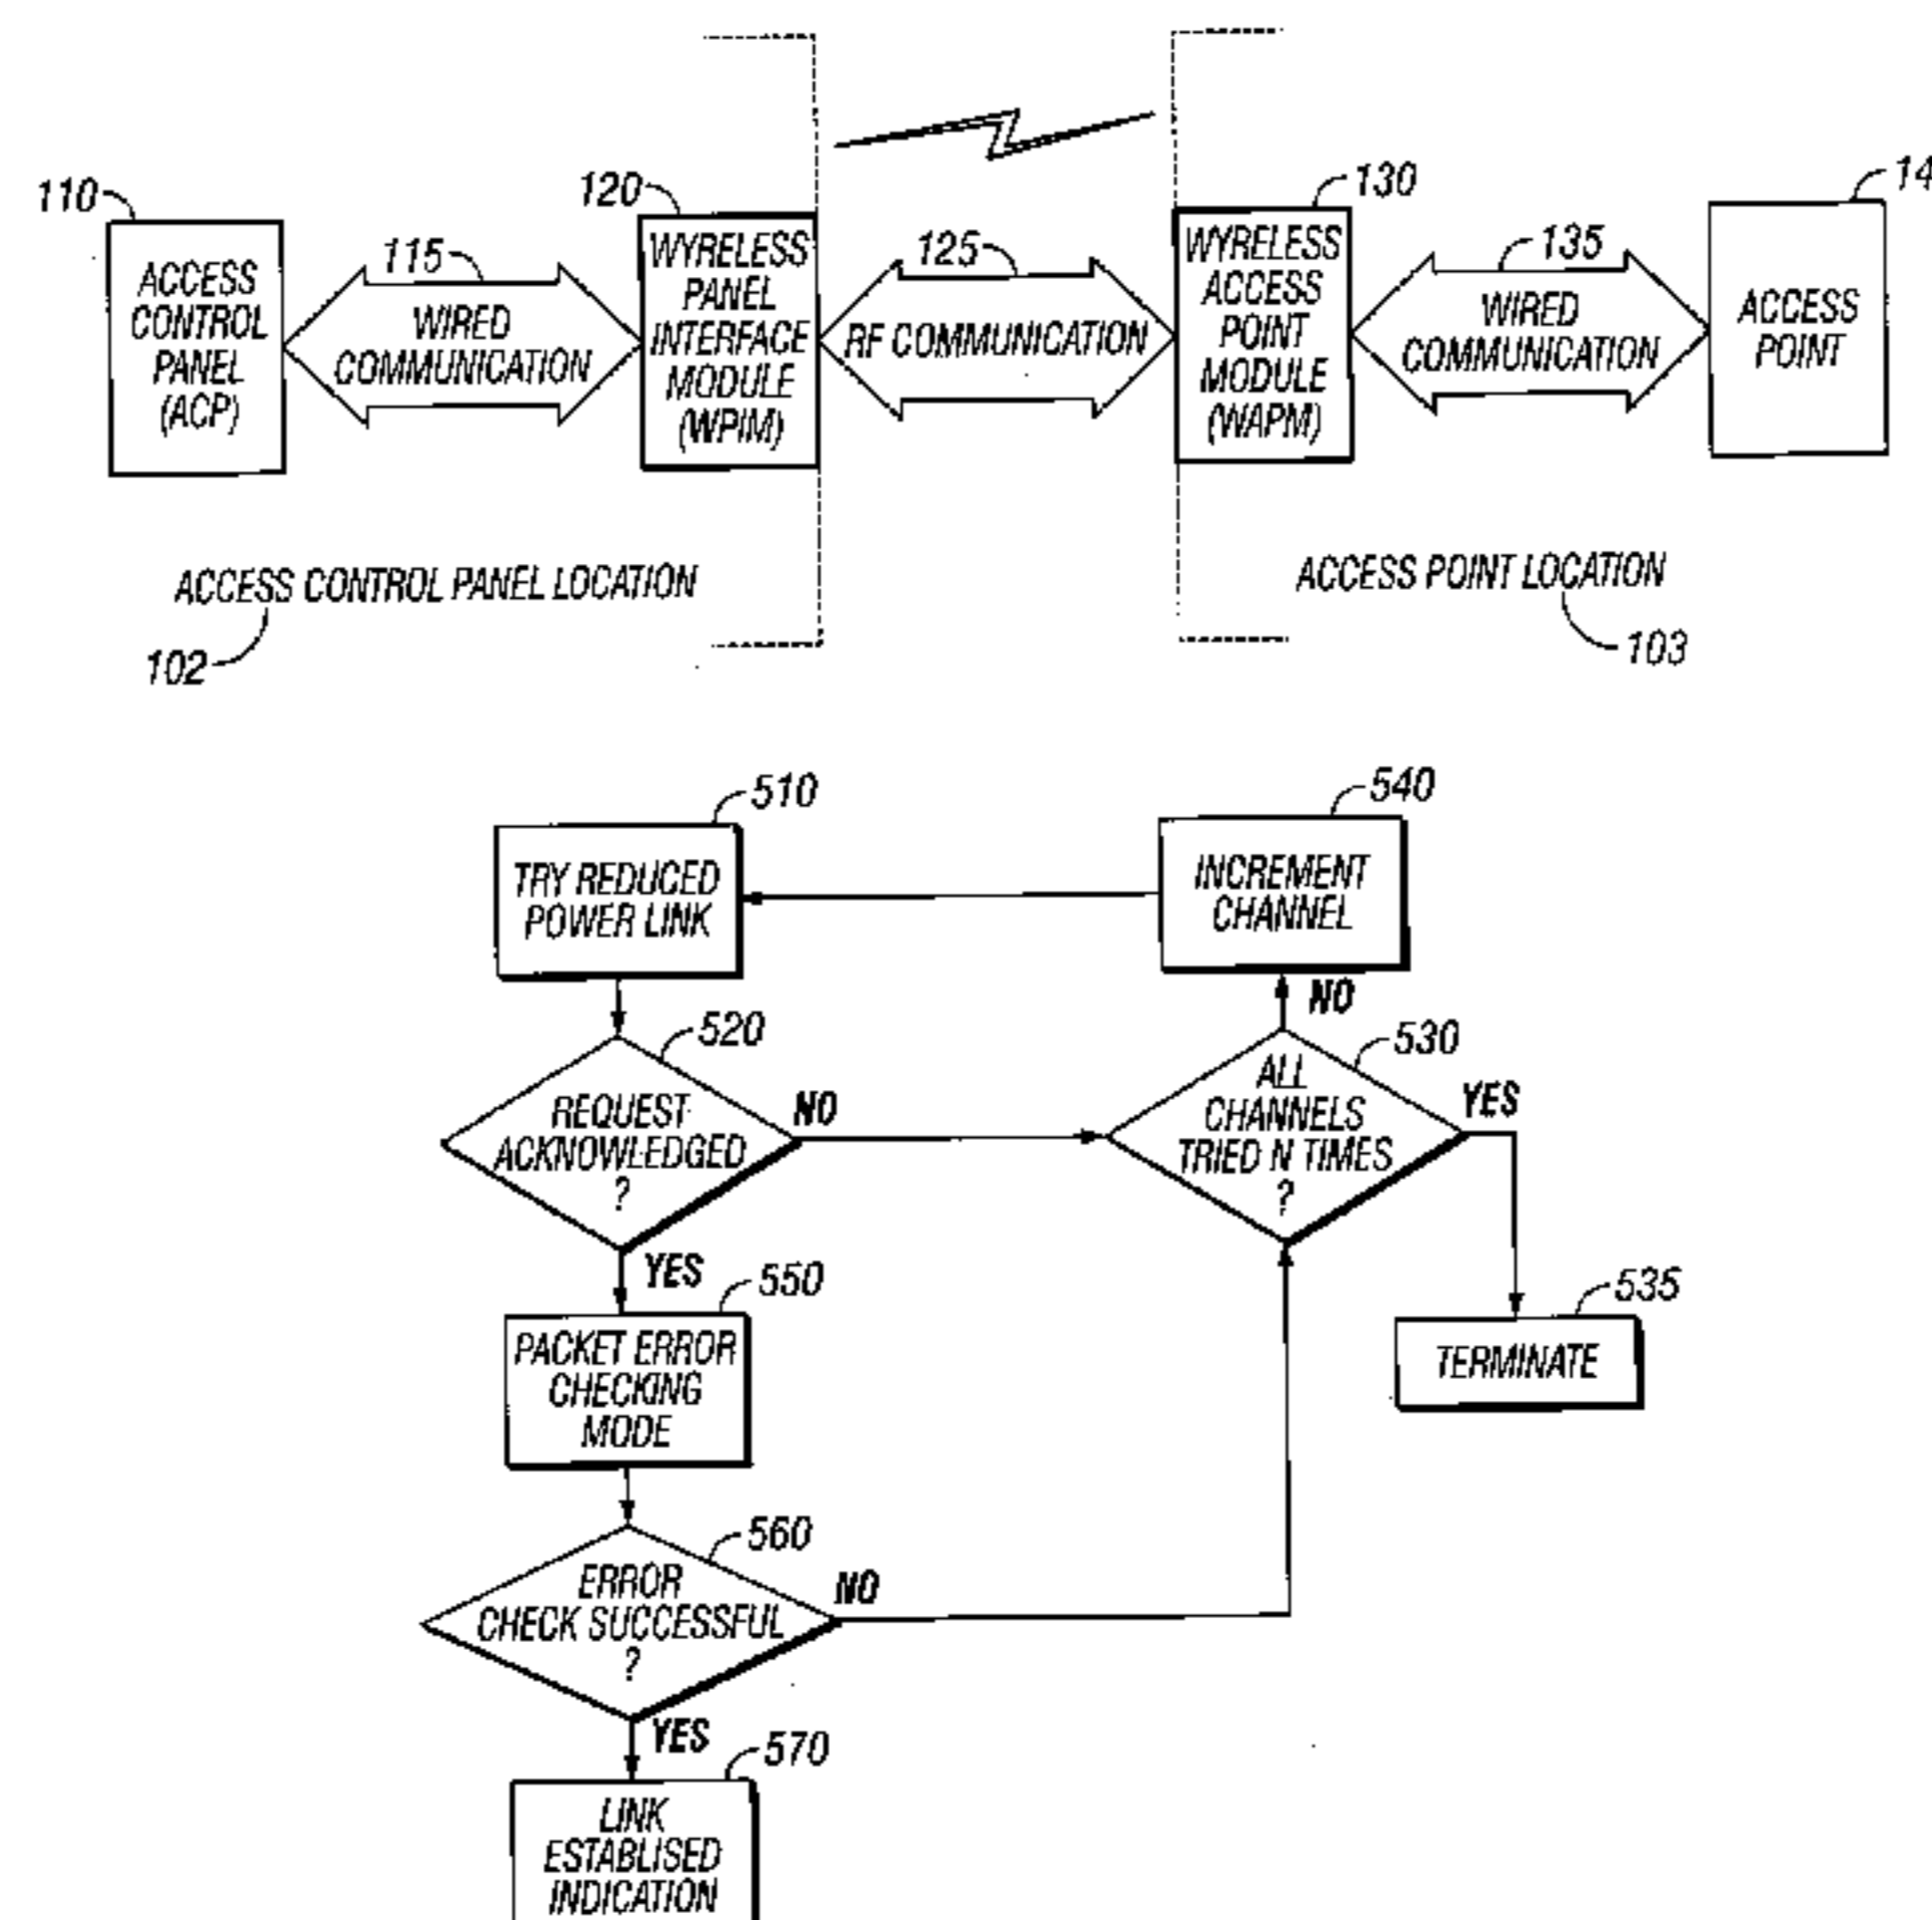 110
120
130
14
115
125
135
ACCESS
CONTROL
PANEL
(ACP)
WIRED
COMMUNICATION
WYRELESS
PANEL
INTERFACE
MODULE
(WPIM)
RF COMMUNICATION
WYRELESS
ACCESS
POINT
MODULE
(WAPM)
WIRED
COMMUNICATION
ACCESS
POINT
ACCESS CONTROL PANEL LOCATION
102
ACCESS POINT LOCATION
103
510
TRY REDUCED
POWER LINK
540
INCREMENT
CHANNEL
NO
520
REQUEST
ACKNOWLEDGED
?
NO
530
ALL
CHANNELS
TRIED N TIMES
?
YES
YES
550
PACKET ERROR
CHECKING
MODE
535
TERMINATE
560
ERROR
CHECK SUCCESSFUL
?
NO
YES
570
LINK
ESTABLISED
INDICATION